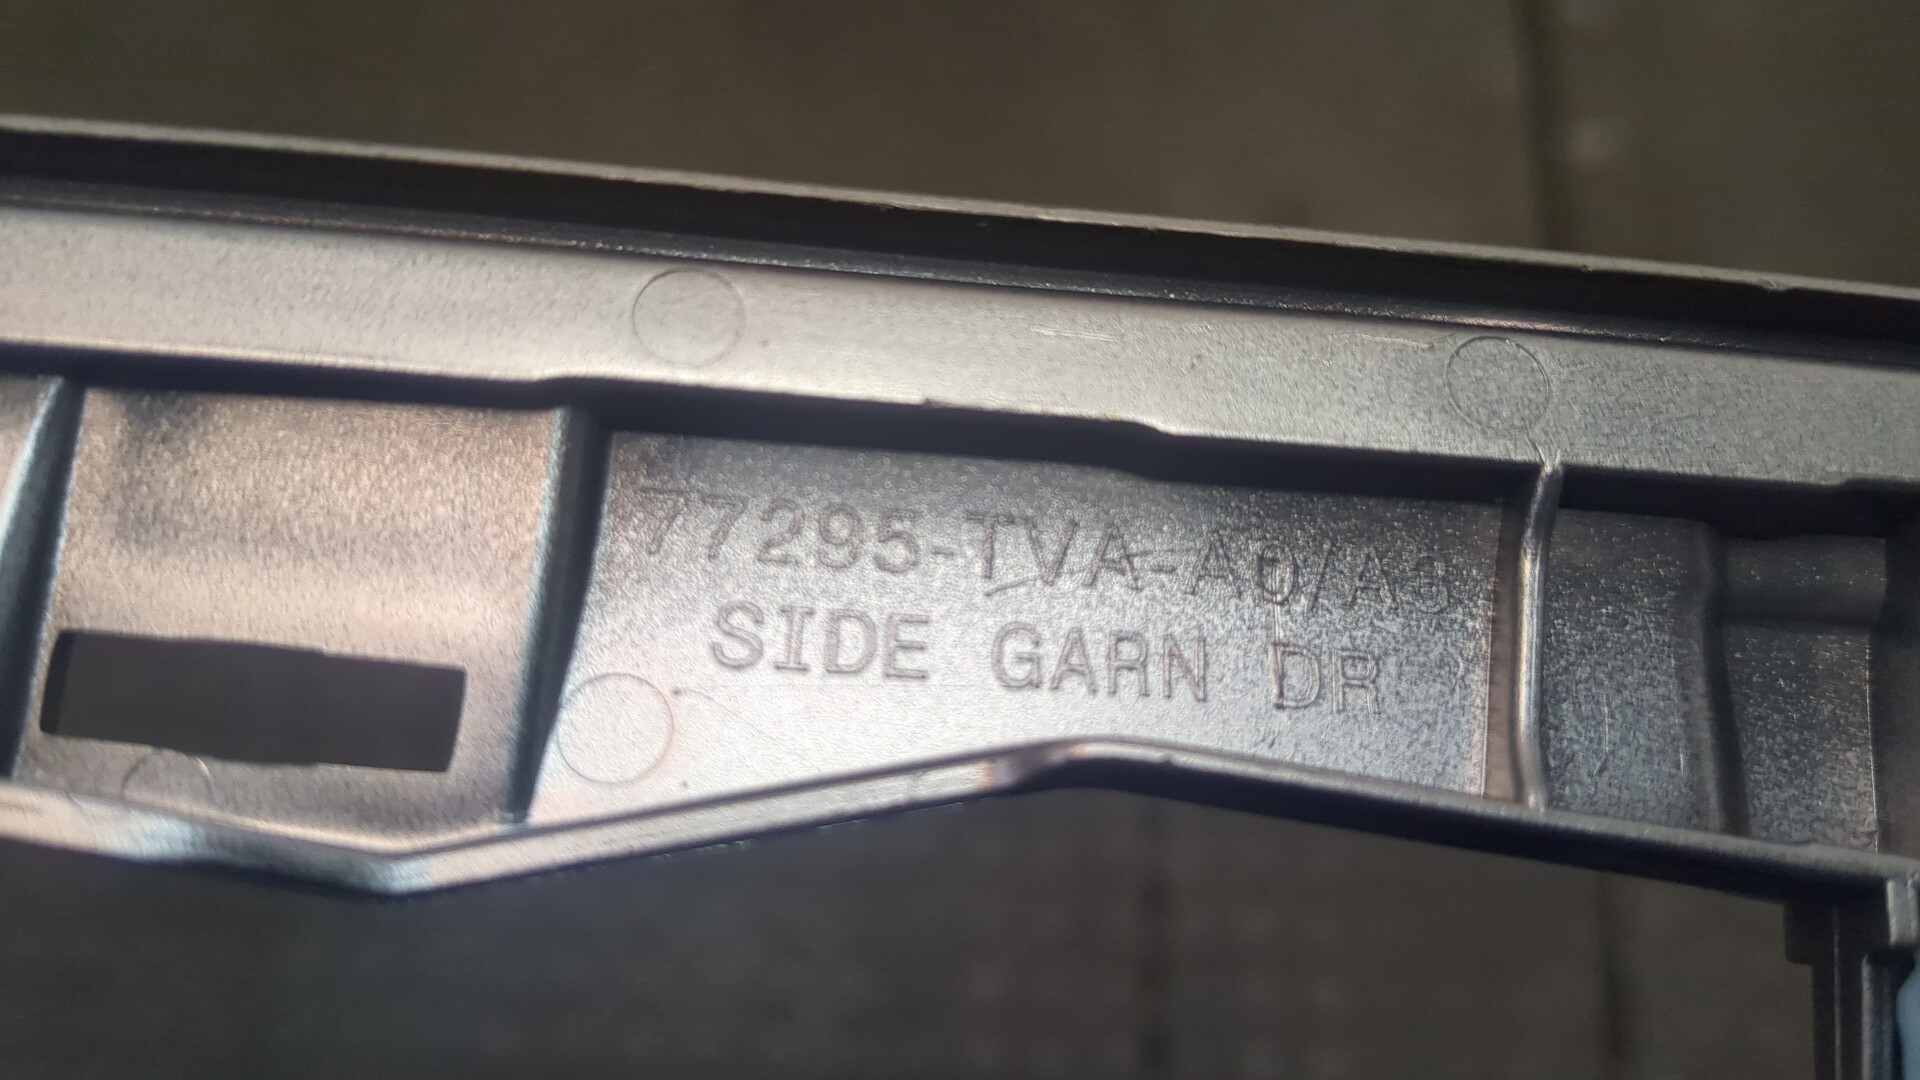 77295-TVA-A0/A3
SIDE GARN DR